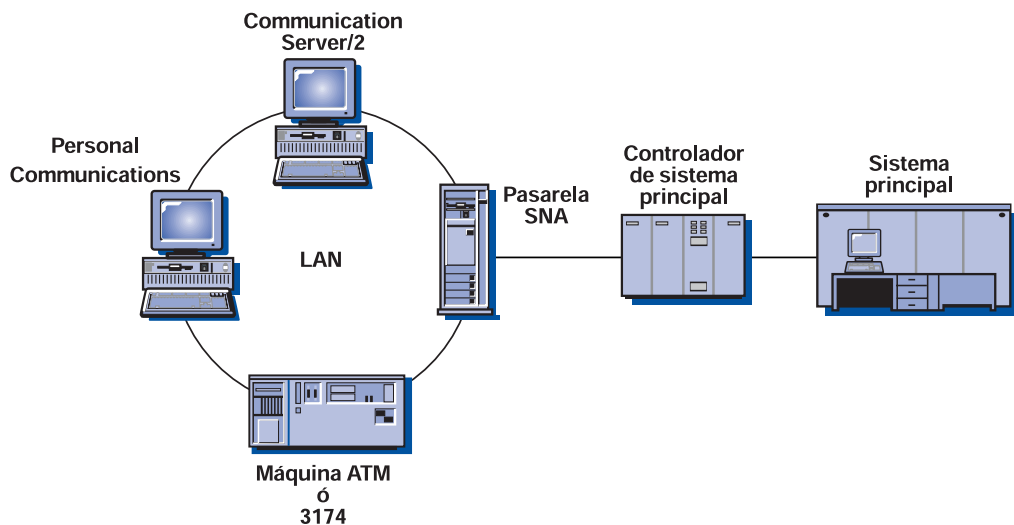 Communication
Server/2
Personal
Communications
LAN
Pasarela
SNA
Controlador
de sistema
principal
Sistema
principal
Máquina ATM
ó
3174